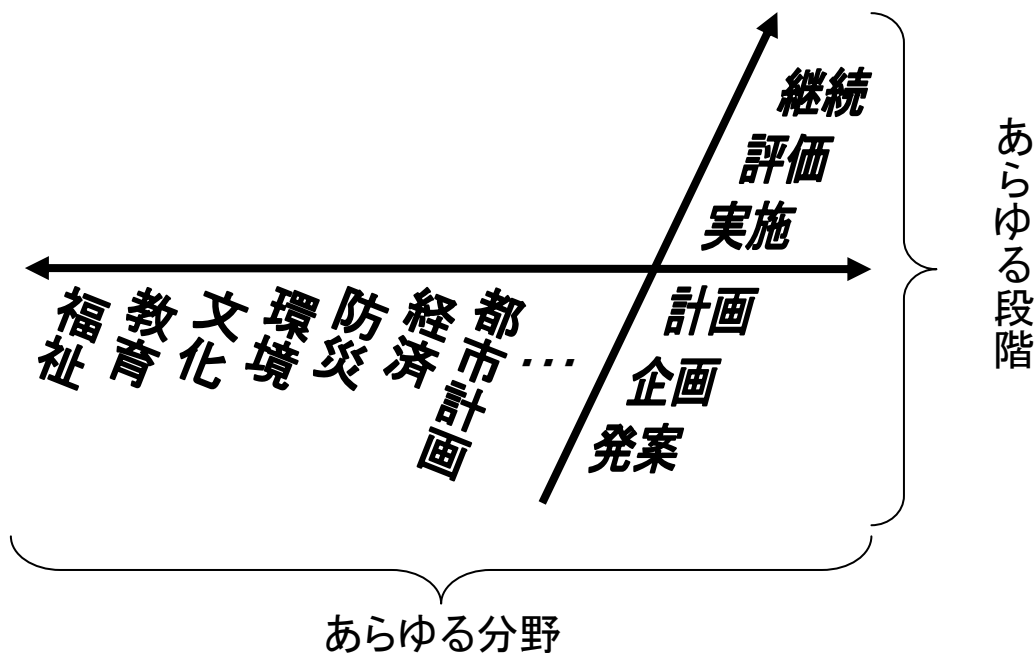 継続
評価
実施
計画
企画
発案
福祉
教育
文化
環境
防災
経済
都市計画
...
あらゆる段階
あらゆる分野